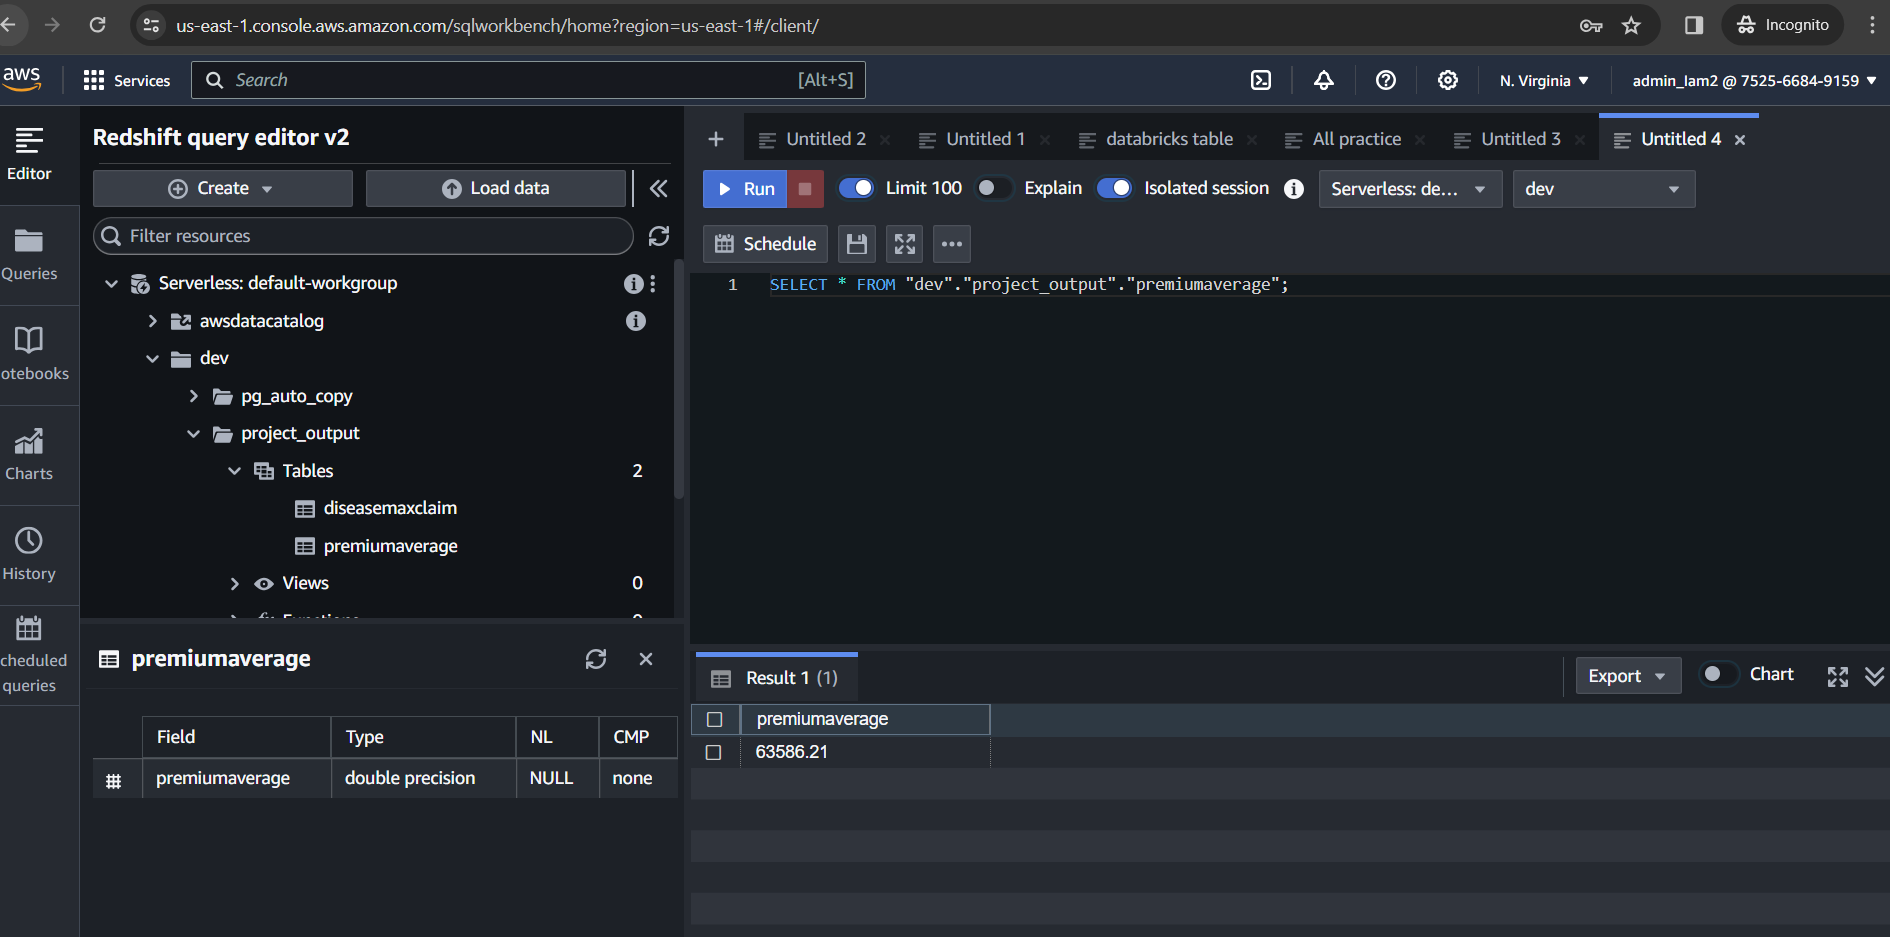 us-east-1.console.aws.amazon.com/sqlworkbench/home?region=us-east-1#/client/
Incognito
aws
Services
Search
[Alt+S]
N. Virginia
admin_Iam2 @ 7525-6684-9159
Editor
Queries
otebooks
Charts
History
cheduled
queries
Redshift query editor v2
Create
Load data
Filter resources
Serverless: default-workgroup
awsdatacatalog
dev
pg_auto_copy
project_output
Tables 2
diseasemaxclaim
premiumaverage
Views 0
premiumaverage
Field Type NL CMP
premiumaverage double precision NULL none
Untitled 2
Untitled 1
databricks table
All practice
Untitled 3
Untitled 4
Run
Limit 100
Explain
Isolated session
Serverless: de...
dev
Schedule
1 SELECT * FROM "dev"."project_output"."premiumaverage";
Result 1 (1)
Export
Chart
premiumaverage
63586.21